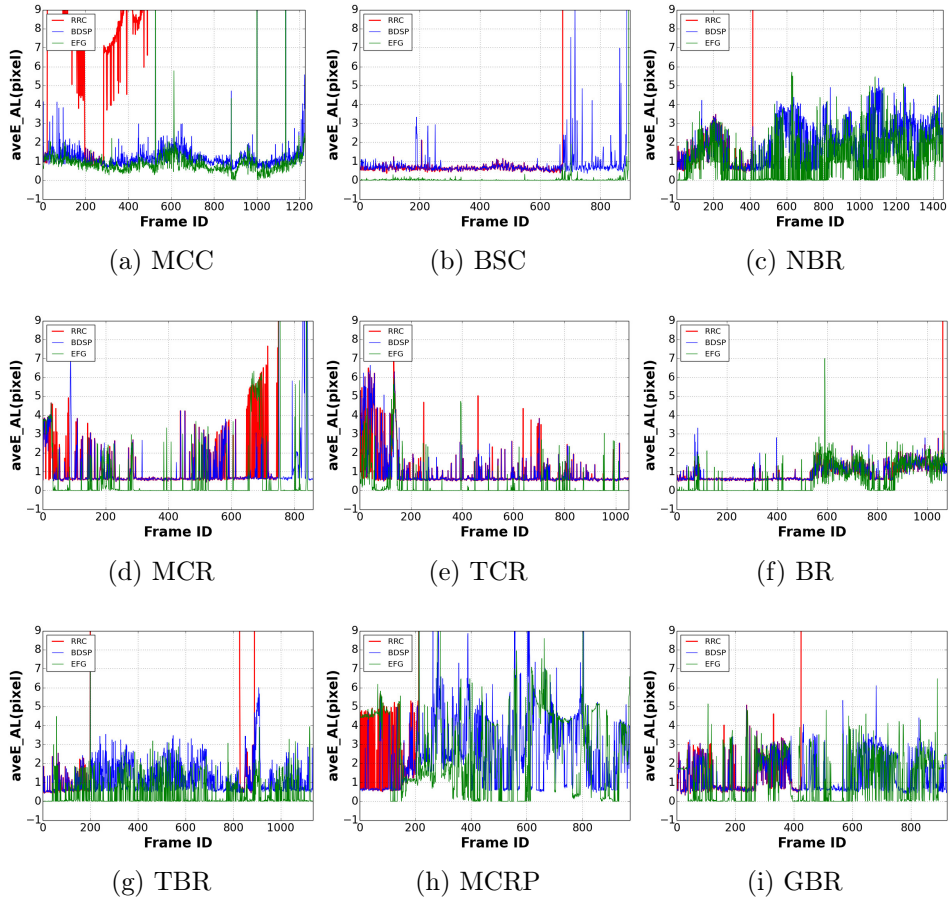 aveE_AL(pixel)
9
8
7
6
5
4
3
2
1
0
−1
RRC
BDSP
EFG
0 200 400 600 800 1000 1200
Frame ID
(a) MCC
aveE_AL(pixel)
9
8
7
6
5
4
3
2
1
0
−1
RRC
BDSP
EFG
0 200 400 600 800
Frame ID
(b) BSC
aveE_AL(pixel)
9
8
7
6
5
4
3
2
1
0
−1
RRC
BDSP
EFG
0 200 400 600 800 1000 1200 1400
Frame ID
(c) NBR
aveE_AL(pixel)
9
8
7
6
5
4
3
2
1
0
−1
RRC
BDSP
EFG
0 200 400 600 800
Frame ID
(d) MCR
aveE_AL(pixel)
9
8
7
6
5
4
3
2
1
0
−1
RRC
BDSP
EFG
0 200 400 600 800 1000
Frame ID
(e) TCR
aveE_AL(pixel)
9
8
7
6
5
4
3
2
1
0
−1
RRC
BDSP
EFG
0 200 400 600 800 1000
Frame ID
(f) BR
aveE_AL(pixel)
9
8
7
6
5
4
3
2
1
0
−1
RRC
BDSP
EFG
0 200 400 600 800 1000
Frame ID
(g) TBR
aveE_AL(pixel)
9
8
7
6
5
4
3
2
1
0
−1
RRC
BDSP
EFG
0 200 400 600 800
Frame ID
(h) MCRP
aveE_AL(pixel)
9
8
7
6
5
4
3
2
1
0
−1
RRC
BDSP
EFG
0 200 400 600 800
Frame ID
(i) GBR